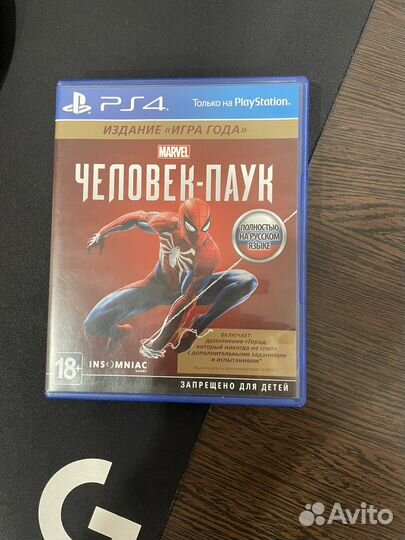 PS4
Только на PlayStation.
ИЗДАНИЕ «ИГРА ГОДА»
MARVEL
ЧЕЛОВЕК-ПАУК
ПОЛНОСТЬЮ
НА РУССКОМ
ЯЗЫКЕ
ВКЛЮЧАЕТ:
дополнение «Город,
который никогда не спит»
с дополнительными заданиями
и испытаниями*
18+
INSOMNIAC
GAMES
ЗАПРЕЩЕНО ДЛЯ ДЕТЕЙ
G
Avito